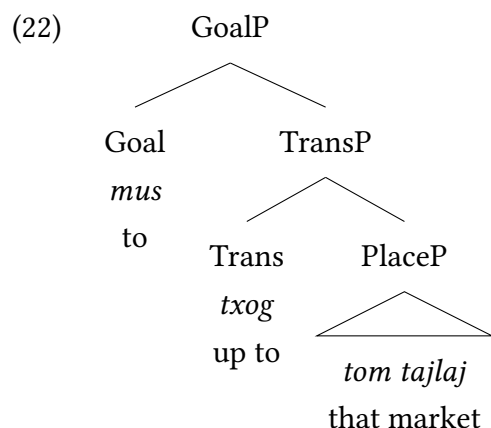 (22) GoalP
Goal TransP
mus
to
Trans PlaceP
txog
up to
tom tajlaj
that market